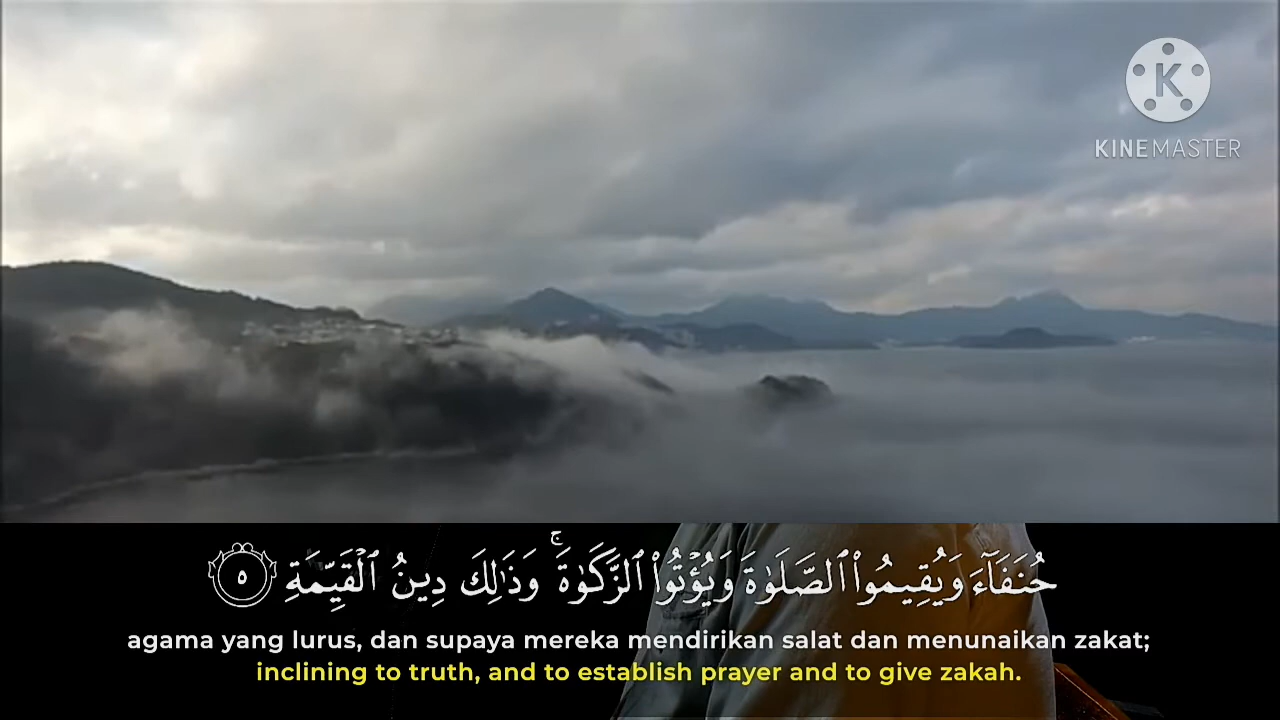 K
KINEMASTER
حُنَفَآءَ وَيُقِيمُوا۟ ٱلصَّلَوٰةَ وَيُؤْتُوا۟ ٱلزَّكَوٰةَ ۚ وَذَٰلِكَ دِينُ ٱلْقَيِّمَةِ ٥
agama yang lurus, dan supaya mereka mendirikan salat dan menunaikan zakat;
inclining to truth, and to establish prayer and to give zakah.